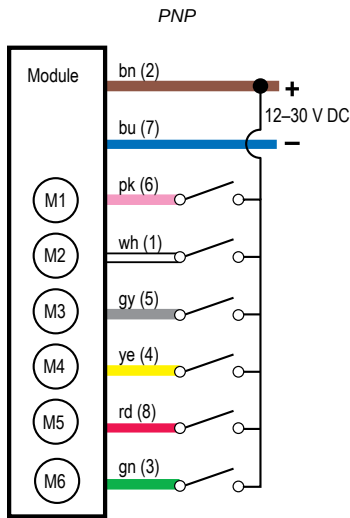 PNP
Module
bn (2)
+
12–30 V DC
bu (7)
–
M1
pk (6)
M2
wh (1)
M3
gy (5)
M4
ye (4)
M5
rd (8)
M6
gn (3)